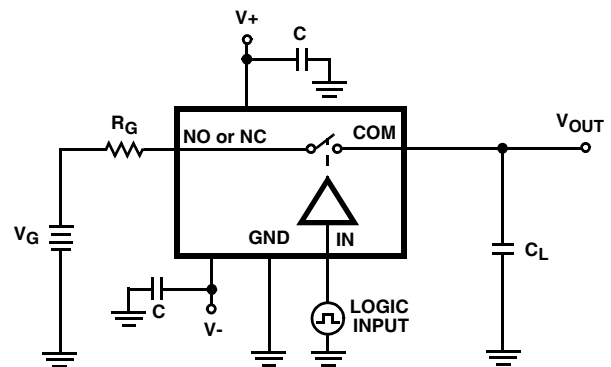 V+
C
RG
NO or NC
COM
VOUT
VG
GND
IN
CL
C
V-
LOGIC
INPUT